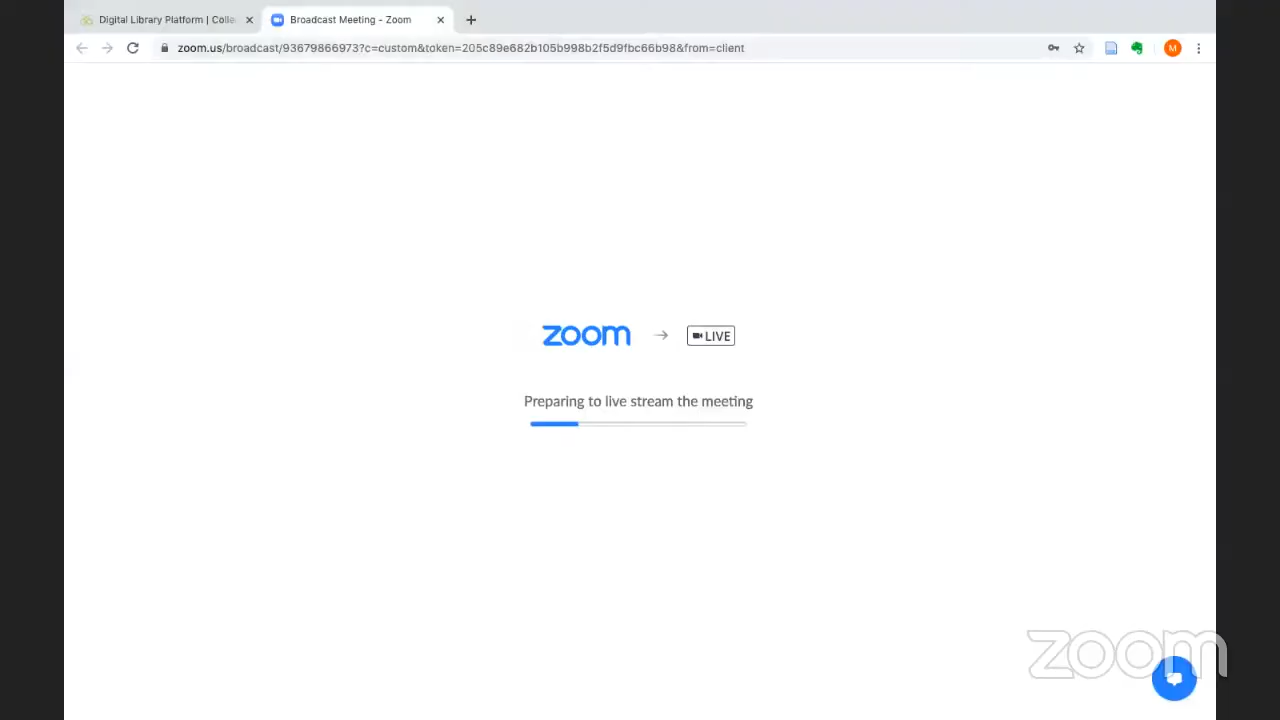 Digital Library Platform | Colle
Broadcast Meeting - Zoom
zoom.us/broadcast/93679866973?c=custom&token=205c89e682b105b998b2f5d9fbc66b98&from=client
M
zoom
LIVE
Preparing to live stream the meeting
zoom